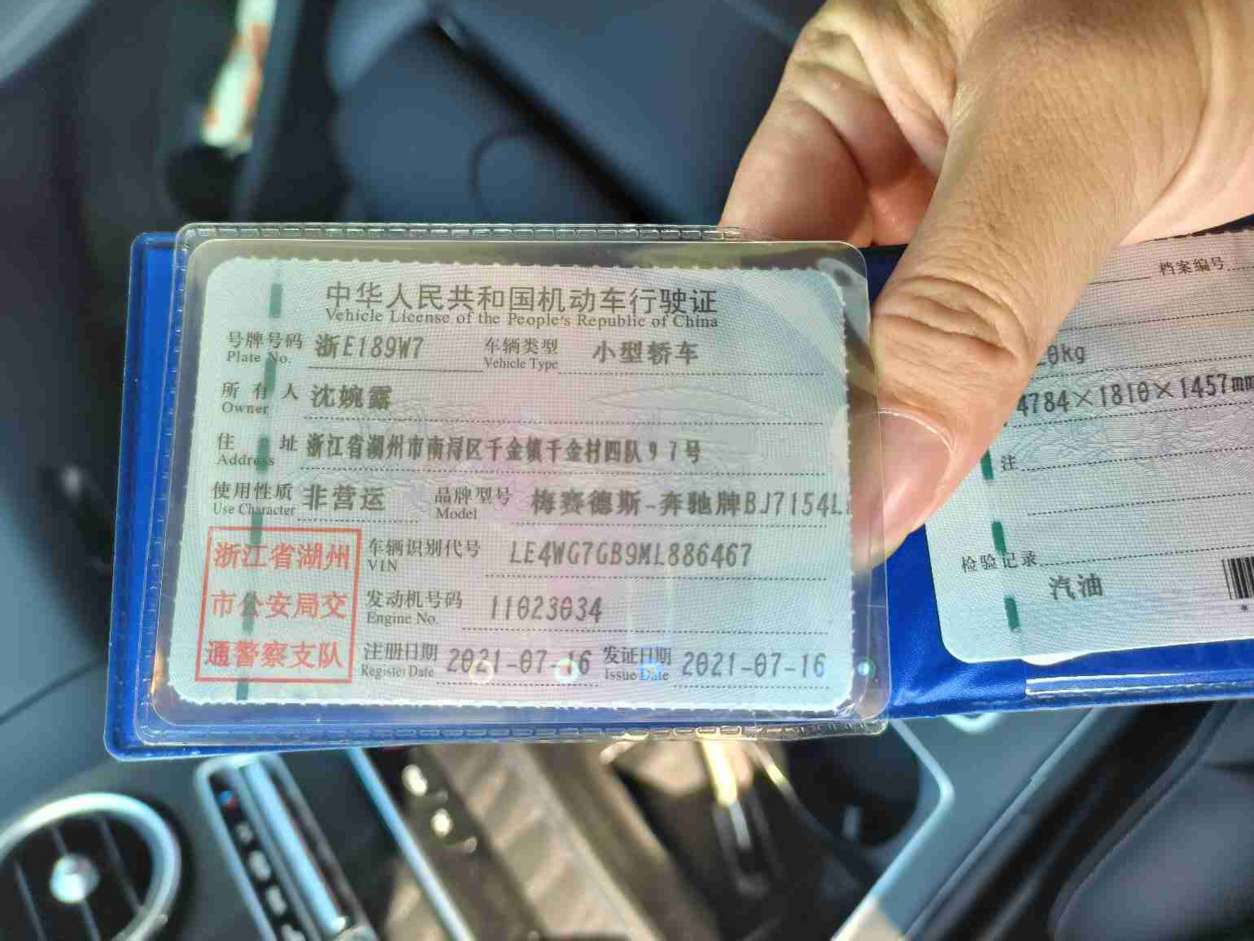 中华人民共和国机动车行驶证
Vehicle License of the People's Republic of China
号牌号码 浙E189W7 车辆类型 小型轿车
Plate No. Vehicle Type
所有人 沈婉露
Owner
住址 浙江省湖州市南浔区千金镇千金村四队97号
Address
使用性质 非营运 品牌型号 梅赛德斯-奔驰牌BJ7154L
Use Character Model
浙江省湖州
市公安局交
通警察支队
车辆识别代号 LE4WG7GB9ML886467
VIN
发动机号码 11023034
Engine No.
注册日期 2021-07-16 发证日期 2021-07-16
Register Date Issue Date
档案编号
0kg
4784×1810×1457mm
注
检验记录
汽油